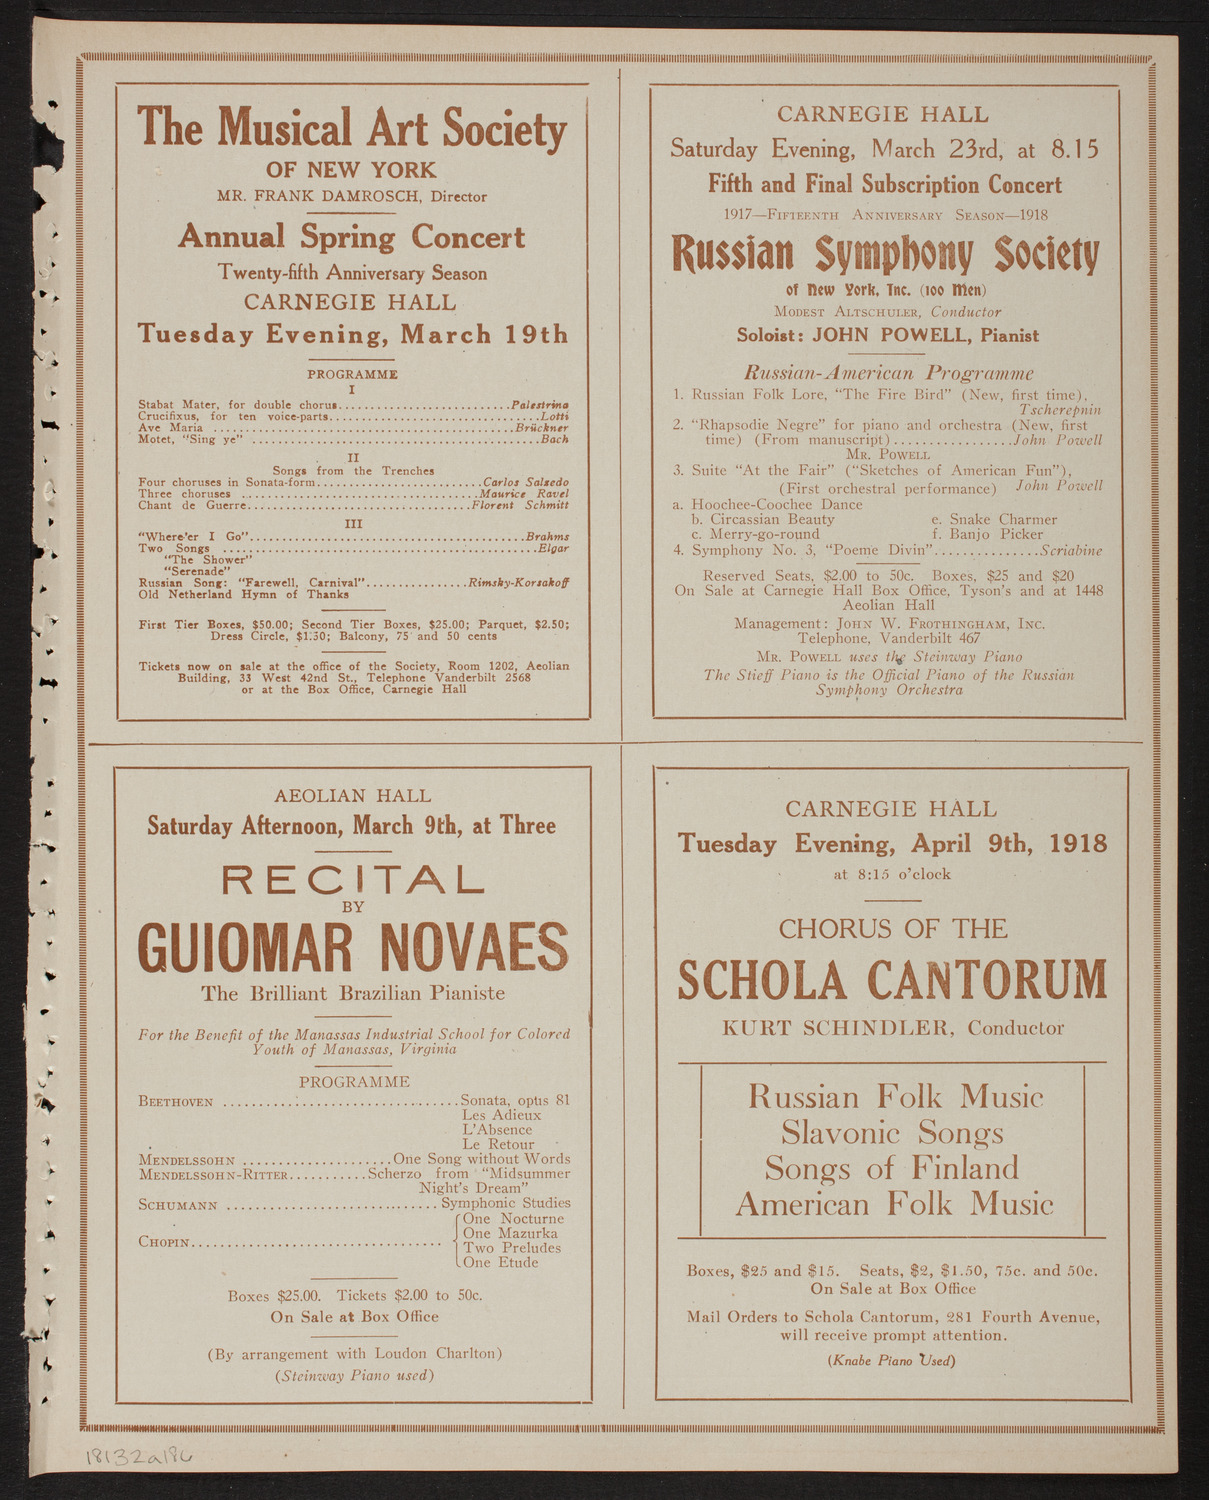 The Musical Art Society
OF NEW YORK
MR. FRANK DAMROSCH, Director
Annual Spring Concert
Twenty-fifth Anniversary Season
CARNEGIE HALL
Tuesday Evening, March 19th
PROGRAMME
I
Stabat Mater, for double chorus...........................Palestrina
Crucifixus, for ten voice-parts.................................Lotti
Ave Maria ...............................................Brückner
Motet, "Sing ye" .............................................Bach
II
Songs from the Trenches
Four choruses in Sonata-form..........................Carlos Salzedo
Three choruses .....................................Maurice Ravel
Chant de Guerre...................................Florent Schmitt
III
"Where'er I Go"...........................................Brahms
Two Songs .................................................Elgar
"The Shower"
"Serenade"
Russian Song: "Farewell, Carnival"................Rimsky-Korsakoff
Old Netherland Hymn of Thanks
First Tier Boxes, $50.00; Second Tier Boxes, $25.00; Parquet, $2.50;
Dress Circle, $1.50; Balcony, 75 and 50 cents
Tickets now on sale at the office of the Society, Room 1202, Aeolian
Building, 33 West 42nd St., Telephone Vanderbilt 2568
or at the Box Office, Carnegie Hall
CARNEGIE HALL
Saturday Evening, March 23rd, at 8.15
Fifth and Final Subscription Concert
1917—FIFTEENTH ANNIVERSARY SEASON—1918
Russian Symphony Society
of New York, Inc. (100 Men)
MODEST ALTSCHULER, Conductor
Soloist: JOHN POWELL, Pianist
Russian-American Programme
1. Russian Folk Lore, "The Fire Bird" (New, first time),
Tscherepnin
2. "Rhapsodie Negre" for piano and orchestra (New, first
time) (From manuscript).................John Powell
MR. POWELL
3. Suite "At the Fair" ("Sketches of American Fun"),
(First orchestral performance) John Powell
a. Hoochee-Coochee Dance
b. Circassian Beauty e. Snake Charmer
c. Merry-go-round f. Banjo Picker
4. Symphony No. 3, "Poeme Divin"...............Scriabine
Reserved Seats, $2.00 to 50c. Boxes, $25 and $20
On Sale at Carnegie Hall Box Office, Tyson's and at 1448
Aeolian Hall
Management: JOHN W. FROTHINGHAM, INC.
Telephone, Vanderbilt 467
MR. POWELL uses the Steinway Piano
The Stieff Piano is the Official Piano of the Russian
Symphony Orchestra
AEOLIAN HALL
Saturday Afternoon, March 9th, at Three
RECITAL
BY
GUIOMAR NOVAES
The Brilliant Brazilian Pianiste
For the Benefit of the Manassas Industrial School for Colored
Youth of Manassas, Virginia
PROGRAMME
BEETHOVEN .................................Sonata, opus 81
Les Adieux
L'Absence
Le Retour
MENDELSSOHN .....................One Song without Words
MENDELSSOHN-RITTER...........Scherzo from "Midsummer
Night's Dream"
SCHUMANN ..............................Symphonic Studies
One Nocturne
One Mazurka
CHOPIN...................................
Two Preludes
One Etude
Boxes $25.00. Tickets $2.00 to 50c.
On Sale at Box Office
(By arrangement with Loudon Charlton)
(Steinway Piano used)
CARNEGIE HALL
Tuesday Evening, April 9th, 1918
at 8:15 o'clock
CHORUS OF THE
SCHOLA CANTORUM
KURT SCHINDLER, Conductor
Russian Folk Music
Slavonic Songs
Songs of Finland
American Folk Music
Boxes, $25 and $15. Seats, $2, $1.50, 75c. and 50c.
On Sale at Box Office
Mail Orders to Schola Cantorum, 281 Fourth Avenue,
will receive prompt attention.
(Knabe Piano Used)
18132a186